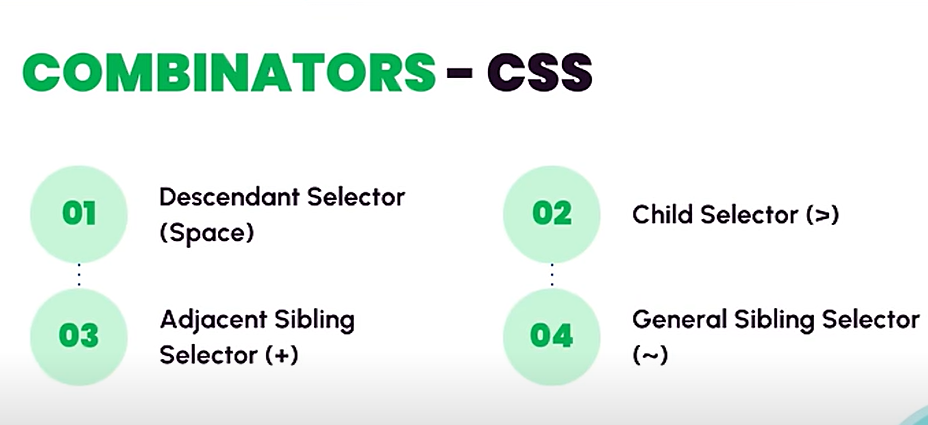 COMBINATORS – CSS
01
Descendant Selector
(Space)
02
Child Selector (>)
03
Adjacent Sibling
Selector (+)
04
General Sibling Selector
(~)